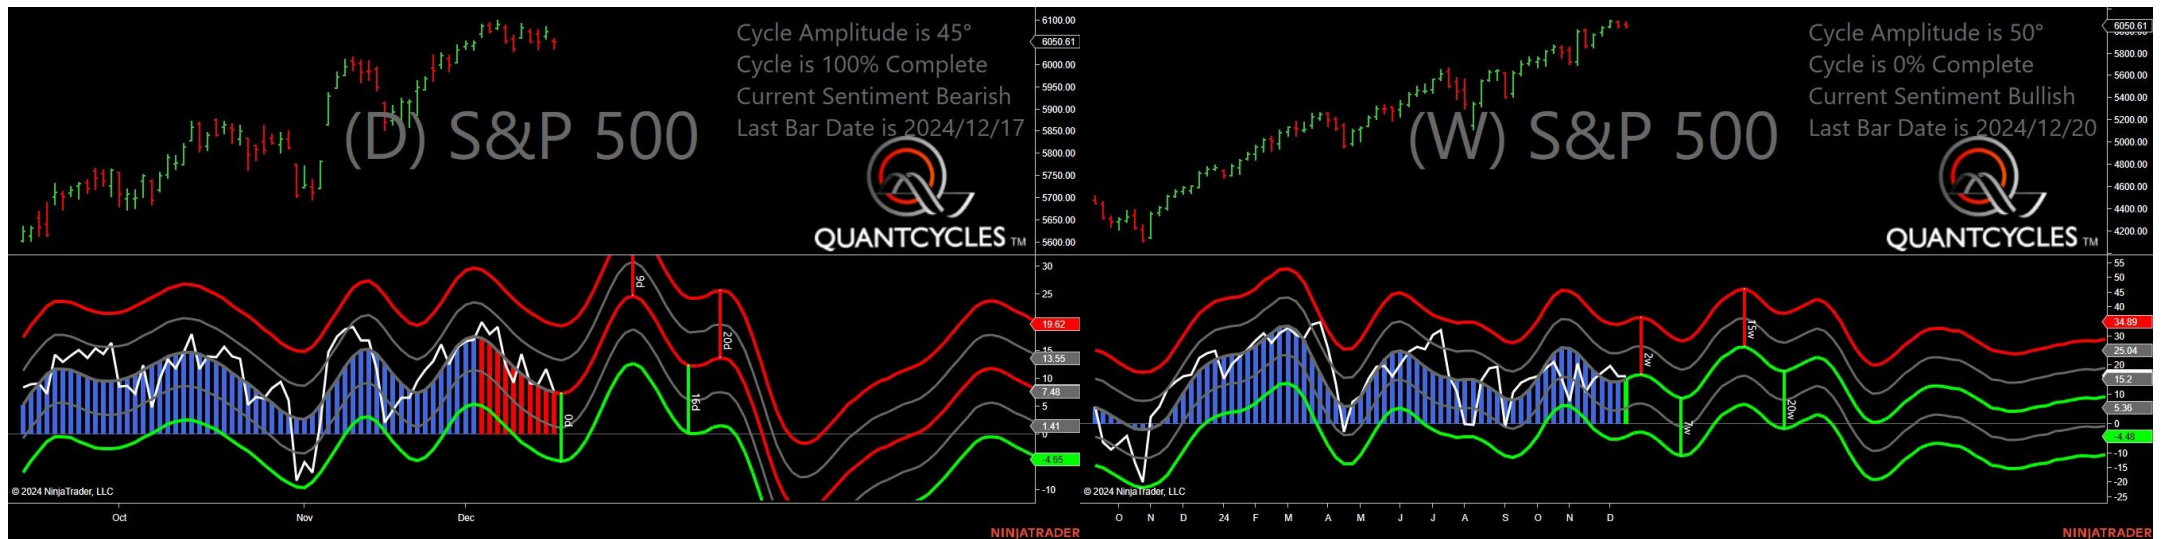 Cycle Amplitude is 45°
Cycle is 100% Complete
Current Sentiment Bearish
Last Bar Date is 2024/12/17
(D) S&P 500
QUANTCYCLES TM
6100.00
6050.61
6000.00
5950.00
5900.00
5850.00
5800.00
5750.00
5700.00
5650.00
5600.00
30
25
19.62
15
13.55
10
7.48
5
1.41
0
-4.65
-10
9d
20d
16d
0d
© 2024 NinjaTrader, LLC
Oct Nov Dec
NINJATRADER
Cycle Amplitude is 50°
Cycle is 0% Complete
Current Sentiment Bullish
Last Bar Date is 2024/12/20
(W) S&P 500
QUANTCYCLES TM
6050.61
5800.00
5600.00
5400.00
5200.00
5000.00
4800.00
4600.00
4400.00
4200.00
55
50
45
40
34.89
30
25.04
20
15.2
10
5.36
0
-4.48
-10
-15
-20
-25
2w
15w
7w
20w
© 2024 NinjaTrader, LLC
O N D 24 F M A M J J A S O N D
NINJATRADER